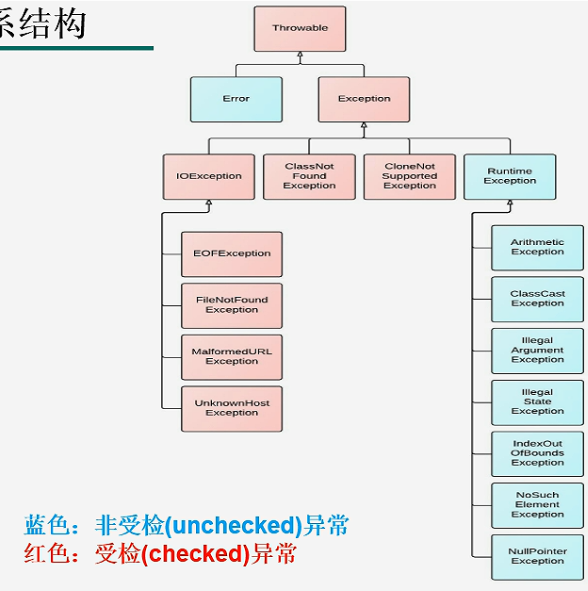 系结构
Throwable
Error
Exception
IOException
ClassNot
Found
Exception
CloneNot
Supported
Exception
Runtime
Exception
EOFException
FileNotFound
Exception
MalformedURL
Exception
UnknownHost
Exception
Arithmetic
Exception
ClassCast
Exception
Illegal
Argument
Exception
Illegal
State
Exception
IndexOut
OfBounds
Exception
NoSuch
Element
Exception
NullPointer
Exception
蓝色：非受检(unchecked)异常
红色：受检(checked)异常